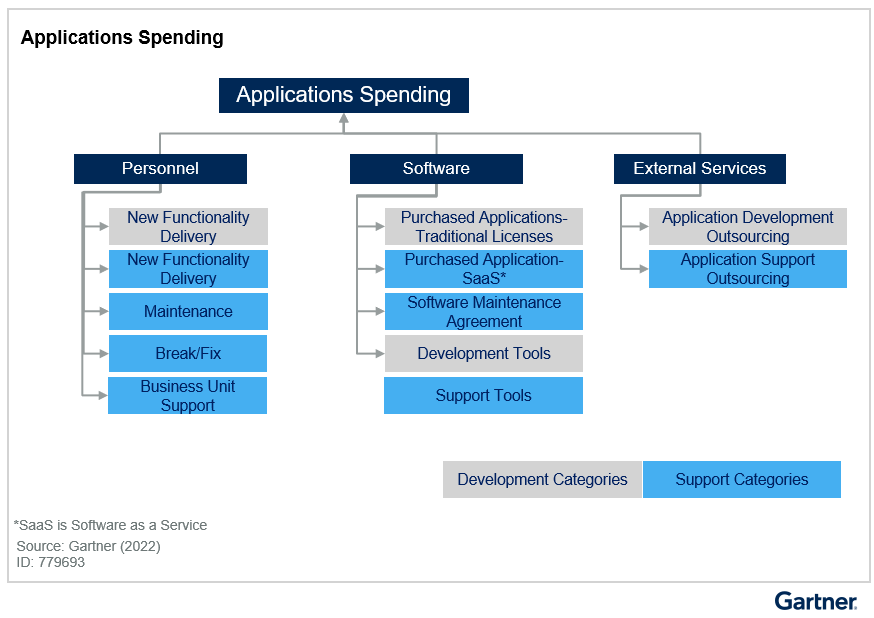 Applications Spending
Applications Spending
Personnel
Software
External Services
New Functionality
Delivery
New Functionality
Delivery
Maintenance
Break/Fix
Business Unit
Support
Purchased Applications-
Traditional Licenses
Purchased Application-
SaaS*
Software Maintenance
Agreement
Development Tools
Support Tools
Application Development
Outsourcing
Application Support
Outsourcing
Development Categories
Support Categories
*SaaS is Software as a Service
Source: Gartner (2022)
ID: 779693
Gartner.